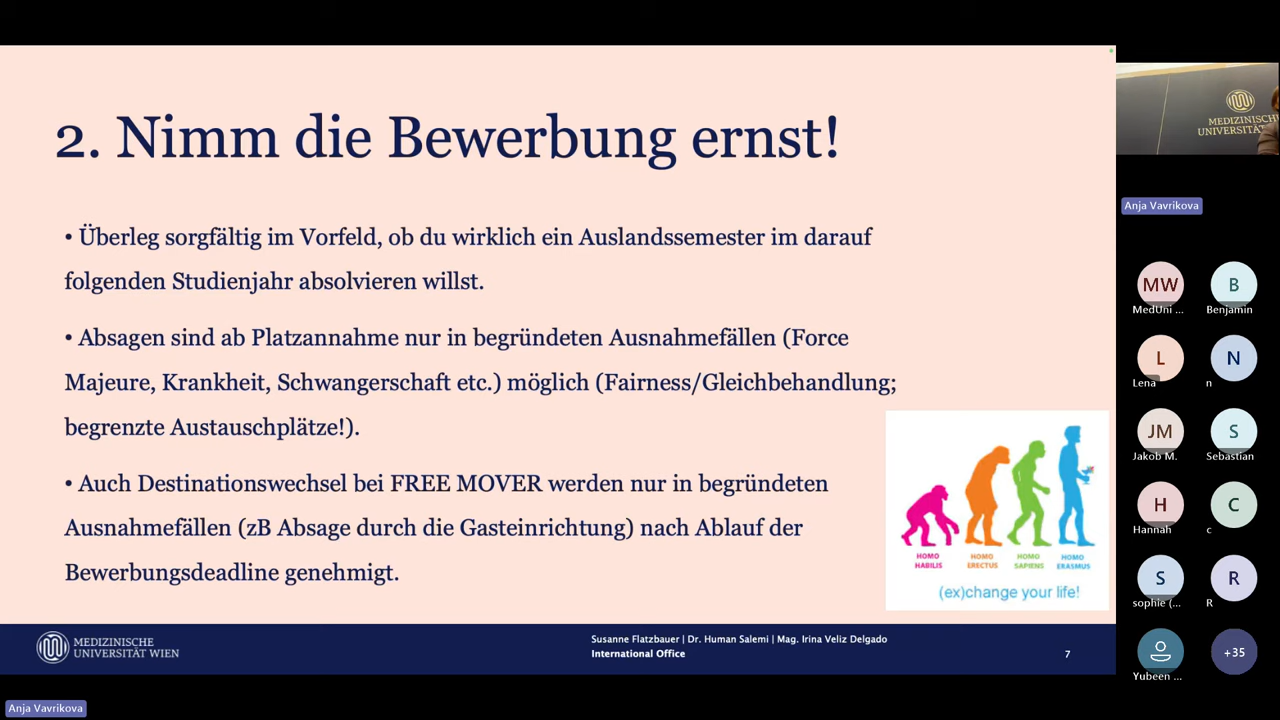 2. Nimm die Bewerbung ernst!
• Überleg sorgfältig im Vorfeld, ob du wirklich ein Auslandssemester im darauf
folgenden Studienjahr absolvieren willst.
• Absagen sind ab Platzannahme nur in begründeten Ausnahmefällen (Force
Majeure, Krankheit, Schwangerschaft etc.) möglich (Fairness/Gleichbehandlung;
begrenzte Austauschplätze!).
• Auch Destinationswechsel bei FREE MOVER werden nur in begründeten
Ausnahmefällen (zB Absage durch die Gasteinrichtung) nach Ablauf der
Bewerbungsdeadline genehmigt.
HOMO
HABILIS
HOMO
ERECTUS
HOMO
SAPIENS
HOMO
ERASMUS
(ex)change your life!
MEDIZINISCHE
UNIVERSITÄT WIEN
Susanne Flatzbauer | Dr. Human Salemi | Mag. Irina Veliz Delgado
International Office
7
Anja Vavrikova
MEDIZINISCH
UNIVERSITÄT
Anja Vavrikova
MW
MedUni ...
B
Benjamin
L
Lena
N
n
JM
Jakob M.
S
Sebastian
H
Hannah
C
c
S
sophie (...
R
R
Yubeen ...
+35